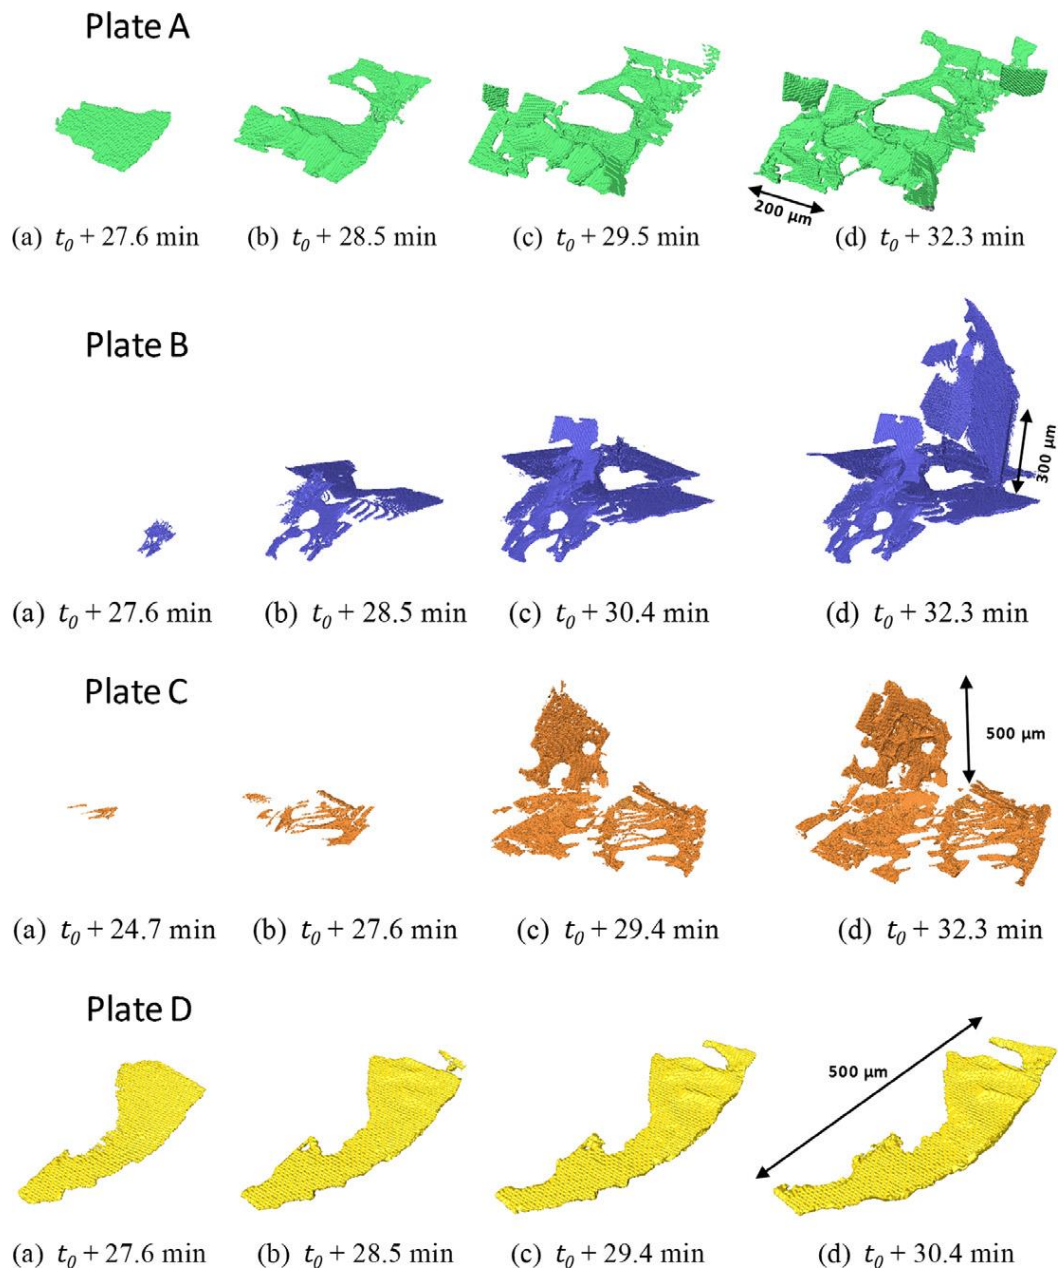 Plate A
200 μm
(a) t0 + 27.6 min (b) t0 + 28.5 min (c) t0 + 29.5 min (d) t0 + 32.3 min
Plate B
300 μm
(a) t0 + 27.6 min (b) t0 + 28.5 min (c) t0 + 30.4 min (d) t0 + 32.3 min
Plate C
500 μm
(a) t0 + 24.7 min (b) t0 + 27.6 min (c) t0 + 29.4 min (d) t0 + 32.3 min
Plate D
500 μm
(a) t0 + 27.6 min (b) t0 + 28.5 min (c) t0 + 29.4 min (d) t0 + 30.4 min